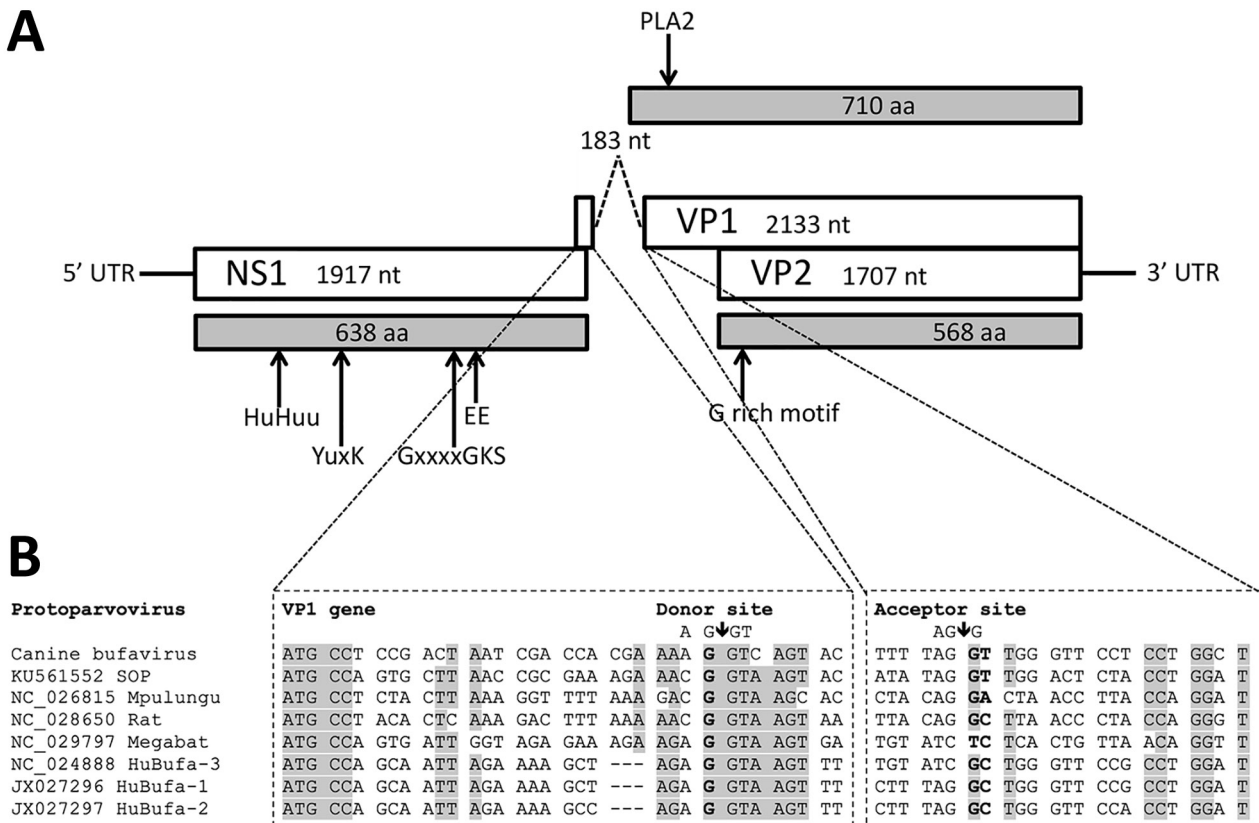 A
PLA2
710 aa
183 nt
VP1 2133 nt
5’ UTR
NS1 1917 nt
VP2 1707 nt
3’ UTR
638 aa
568 aa
HuHuu
EE
G rich motif
YuxK
GxxxxGKS
B
Protoparvovirus VP1 gene Donor site Acceptor site
A G GT AG G
Canine bufavirus ATG CCT CCG ACT AAT CGA CCA CGA AAA G GTC AGT AC TTT TAG GT TGG GTT CCT CCT GGC T
KU561552 SOP ATG CCA GTG CTT AAC CGC GAA AGA AAC G GTA AGT AC ATA TAG GT TGG ACT CTA CCT GGA T
NC_026815 Mpulungu ATG CCT CTA CTT AAA GGT TTT AAA GAC G GTA AGC AC CTA CAG GA CTA ACC TTA CCT GGA T
NC_028650 Rat ATG CCT ACA CTC AAA GAC TTT AAA AAC G GTA AGT AA TTA CAG GC TTA ACC CTA CCA GGG T
NC_029797 Megabat ATG CCA GTG ATT GGT AGA GAA AGA AGA G GTA AGT GA TGT ATC TC TCA CTG TTA ACA GGT T
NC_024888 HuBufa-3 ATG CCA GCA ATT AGA AAA GCT --- AGA G GTA AGT TT TGT ATC GC TGG GTT CCG CCT GGA T
JX027296 HuBufa-1 ATG CCA GCA ATT AGA AAA GCT --- AGA G GTA AGT TT CTT TAG GC TGG GTT CCG CCT GGA T
JX027297 HuBufa-2 ATG CCA GCA ATT AGA AAA GCC --- AGA G GTA AGT TT CTT TAG GC TGG GTT CCA CCT GGA T